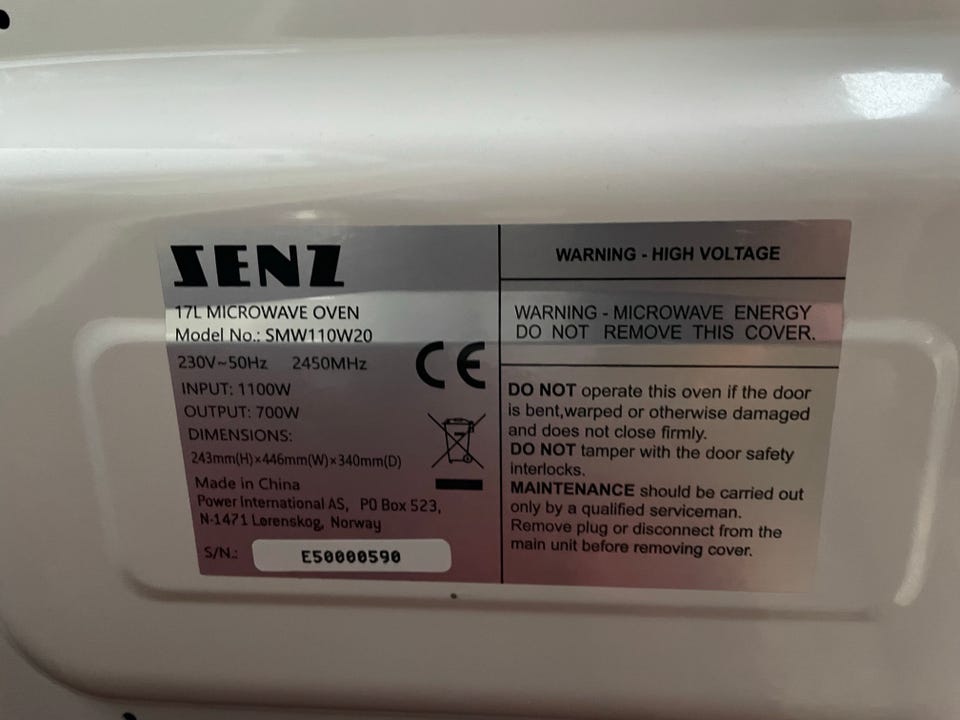 SENZ
17L MICROWAVE OVEN
Model No.: SMW110W20
230V~50Hz 2450MHz
INPUT: 1100W
OUTPUT: 700W
DIMENSIONS:
243mm(H)×446mm(W)×340mm(D)
Made in China
Power International AS, PO Box 523,
N-1471 Lørenskog, Norway
S/N.: E50000590
CE
WARNING - HIGH VOLTAGE
WARNING - MICROWAVE ENERGY
DO NOT REMOVE THIS COVER.
DO NOT operate this oven if the door
is bent,warped or otherwise damaged
and does not close firmly.
DO NOT tamper with the door safety
interlocks.
MAINTENANCE should be carried out
only by a qualified serviceman.
Remove plug or disconnect from the
main unit before removing cover.